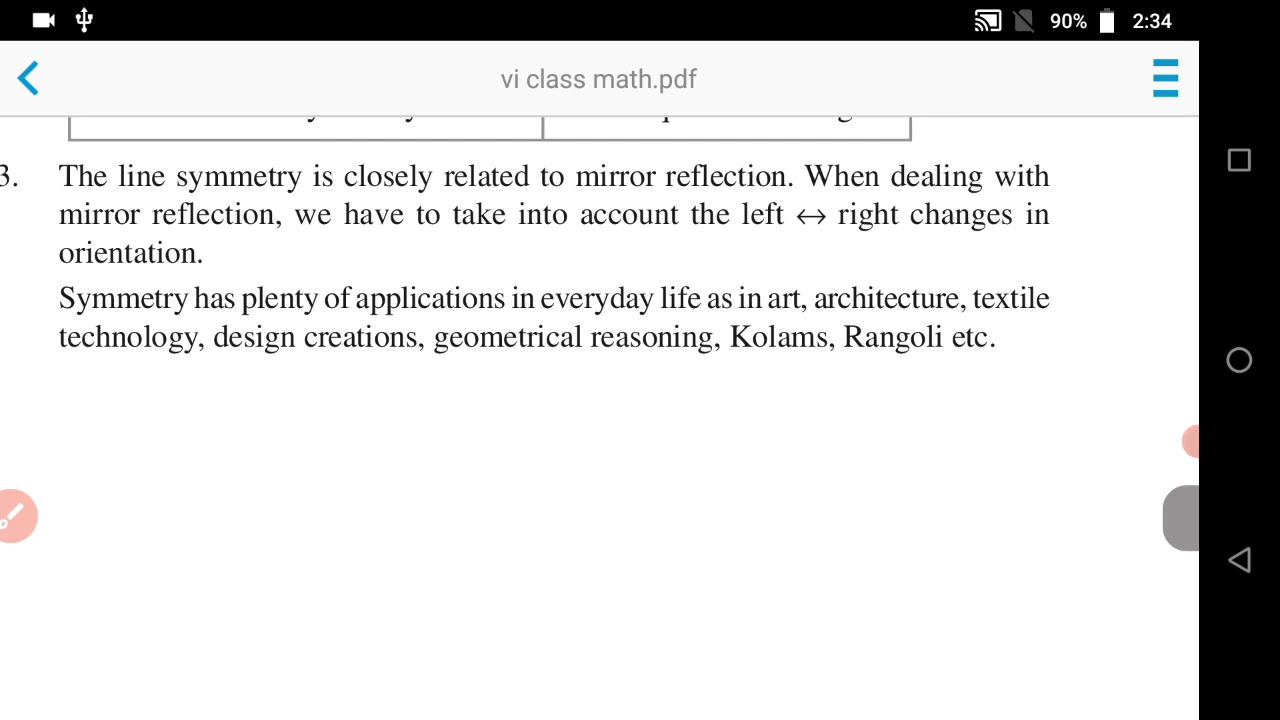 90% 2:34
vi class math.pdf
3. The line symmetry is closely related to mirror reflection. When dealing with
mirror reflection, we have to take into account the left ↔ right changes in
orientation.
Symmetry has plenty of applications in everyday life as in art, architecture, textile
technology, design creations, geometrical reasoning, Kolams, Rangoli etc.